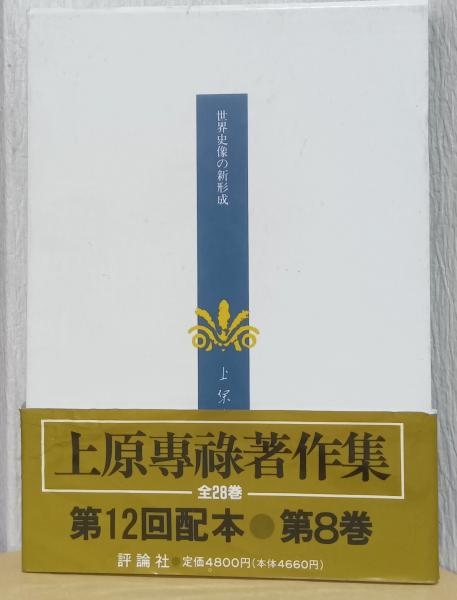 世界史像の新形成
上原專祿著作集
全28巻
第12回配本●第8巻
評論社●定価4800円(本体4660円)